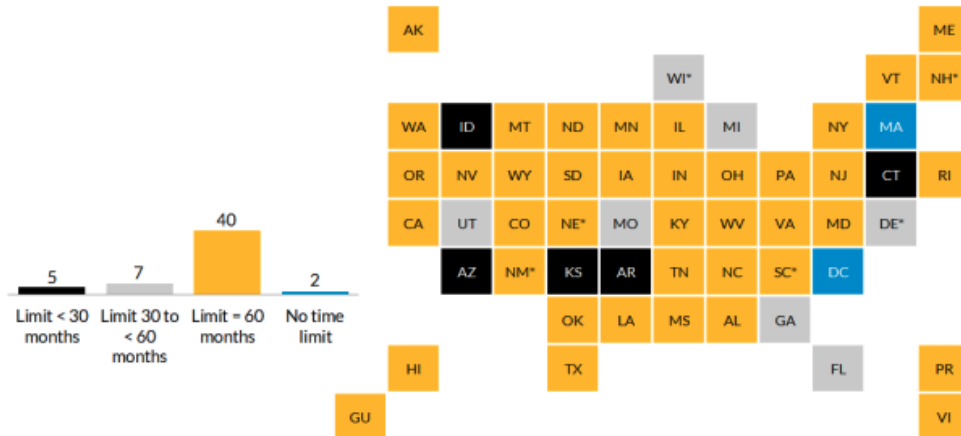 AK ME
WI* VT NH*
WA ID MT ND MN IL MI NY MA
OR NV WY SD IA IN OH PA NJ CT RI
CA UT CO NE* MO KY WV VA MD DE*
AZ NM* KS AR TN NC SC* DC
OK LA MS AL GA
HI TX FL PR
GU VI
5 7 40 2
Limit < 30 Limit 30 to Limit = 60 No time
months < 60 months limit
months